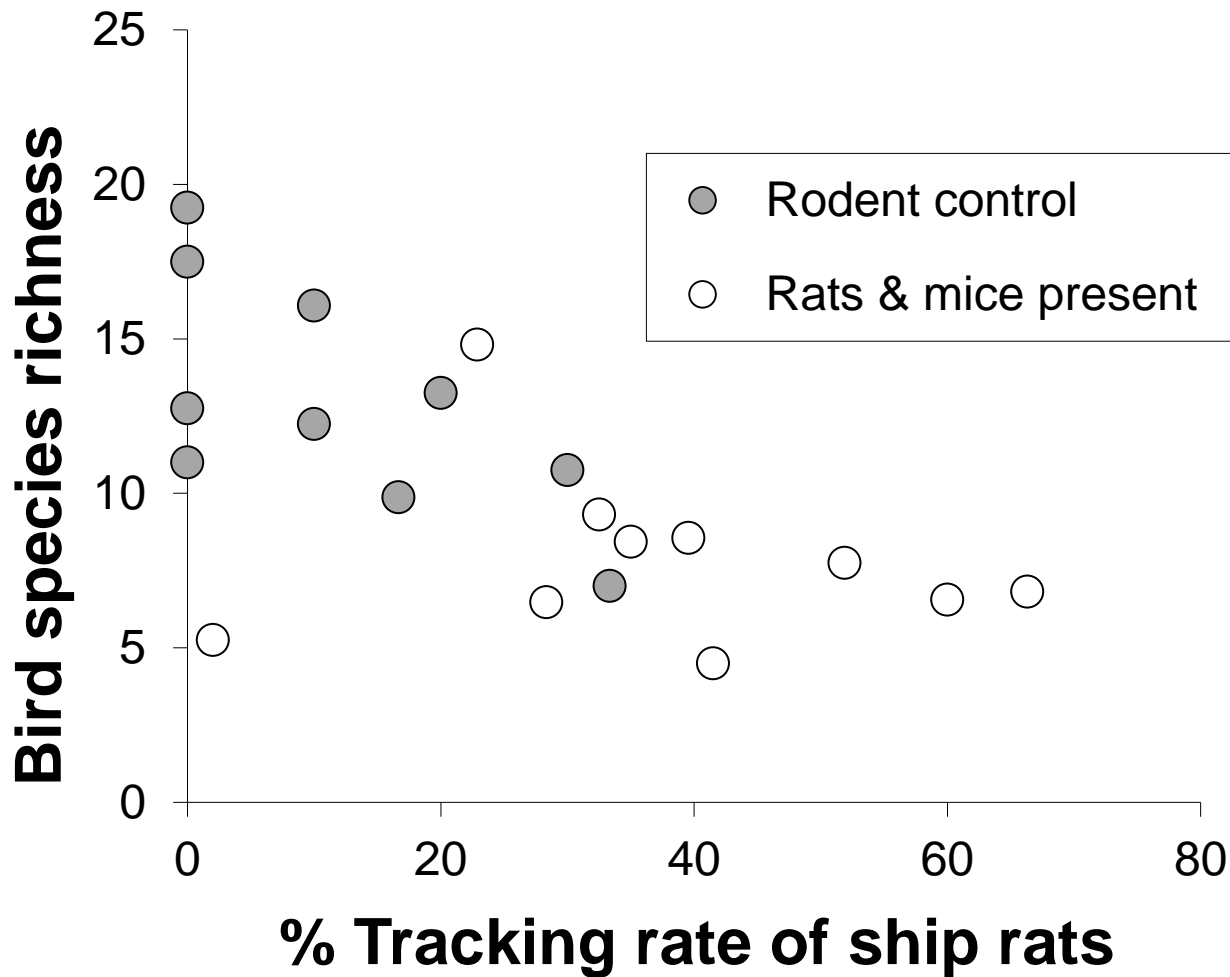 25
20
15
10
5
0
Bird species richness
Rodent control
Rats & mice present
0 20 40 60 80
% Tracking rate of ship rats